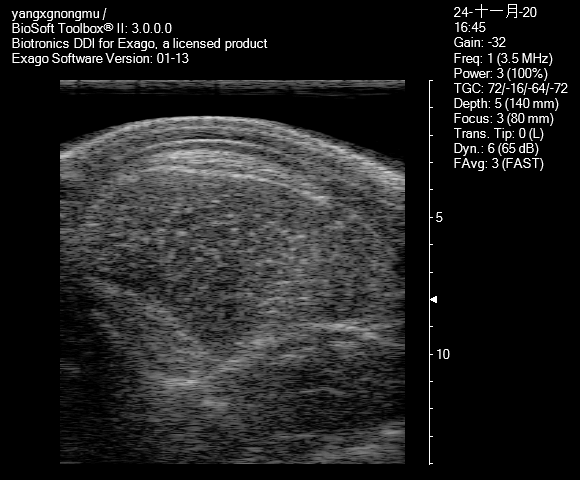 yangxgnongmu /
BioSoft Toolbox® II: 3.0.0.0
Biotronics DDI for Exago, a licensed product
Exago Software Version: 01-13
24-十一月-20
16:45
Gain: -32
Freq: 1 (3.5 MHz)
Power: 3 (100%)
TGC: 72/-16/-64/-72
Depth: 5 (140 mm)
Focus: 3 (80 mm)
Trans. Tip: 0 (L)
Dyn.: 6 (65 dB)
FAvg: 3 (FAST)
5
10